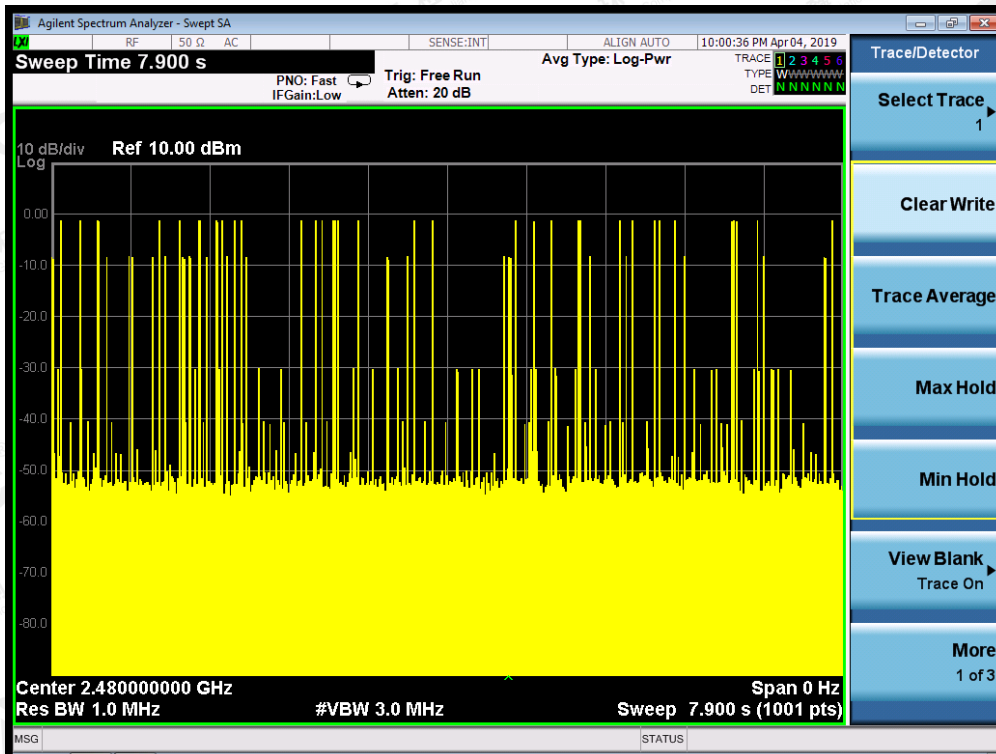 Agilent Spectrum Analyzer - Swept SA
LXI RF 50 Ω AC SENSE:INT ALIGN AUTO 10:00:36 PM Apr 04, 2019
Sweep Time 7.900 s
PNO: Fast
IFGain:Low
Trig: Free Run
Atten: 20 dB
Avg Type: Log-Pwr
TRACE 1 2 3 4 5 6
TYPE WWWWWW
DET N N N N N N
10 dB/div Ref 10.00 dBm
Log
0.00
-10.0
-20.0
-30.0
-40.0
-50.0
-60.0
-70.0
-80.0
Center 2.480000000 GHz Span 0 Hz
Res BW 1.0 MHz #VBW 3.0 MHz Sweep 7.900 s (1001 pts)
MSG STATUS
Trace/Detector
Select Trace
1
Clear Write
Trace Average
Max Hold
Min Hold
View Blank
Trace On
More
1 of 3